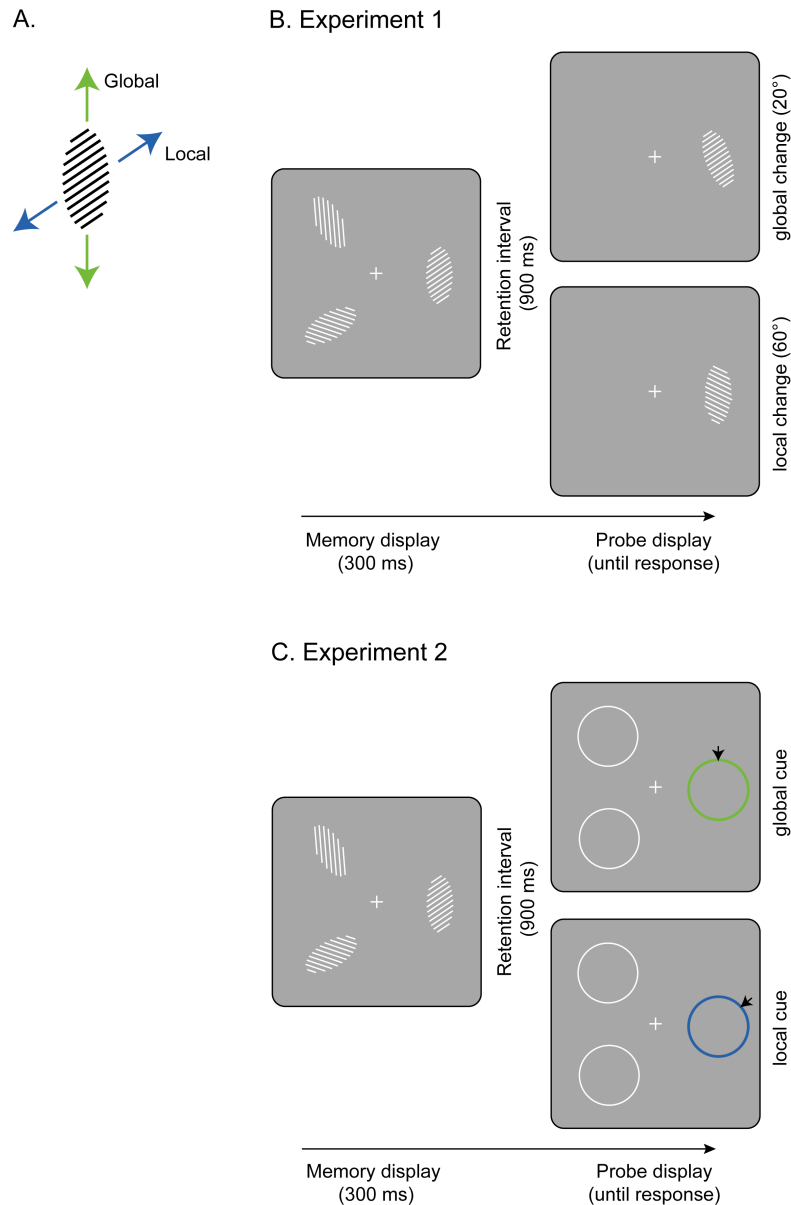 A.
Global
Local
B. Experiment 1
Retention interval
(900 ms)
global change (20°)
local change (60°)
Memory display
(300 ms)
Probe display
(until response)
C. Experiment 2
Retention interval
(900 ms)
global cue
local cue
Memory display
(300 ms)
Probe display
(until response)